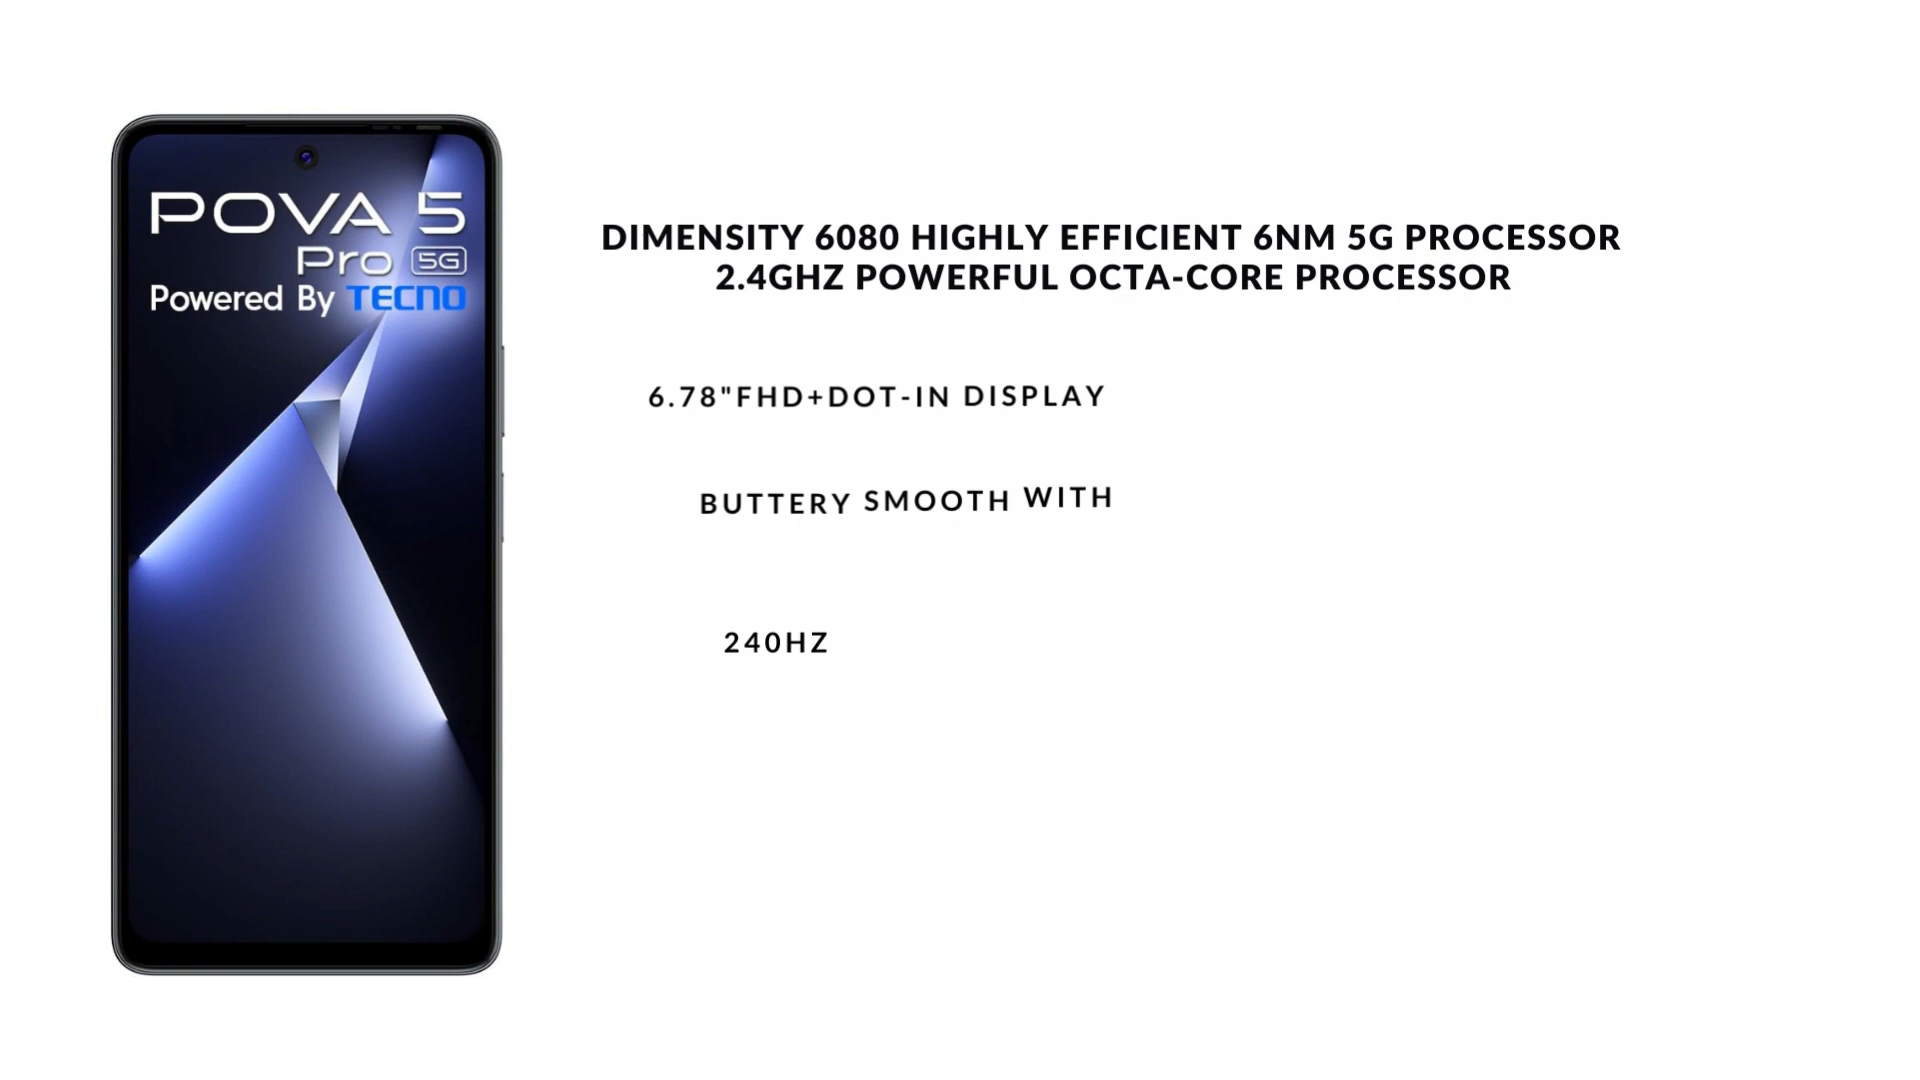 POVA 5
Pro 5G
Powered By TECNO
DIMENSITY 6080 HIGHLY EFFICIENT 6NM 5G PROCESSOR
2.4GHZ POWERFUL OCTA-CORE PROCESSOR
6.78"FHD+DOT-IN DISPLAY
BUTTERY SMOOTH WITH
240HZ